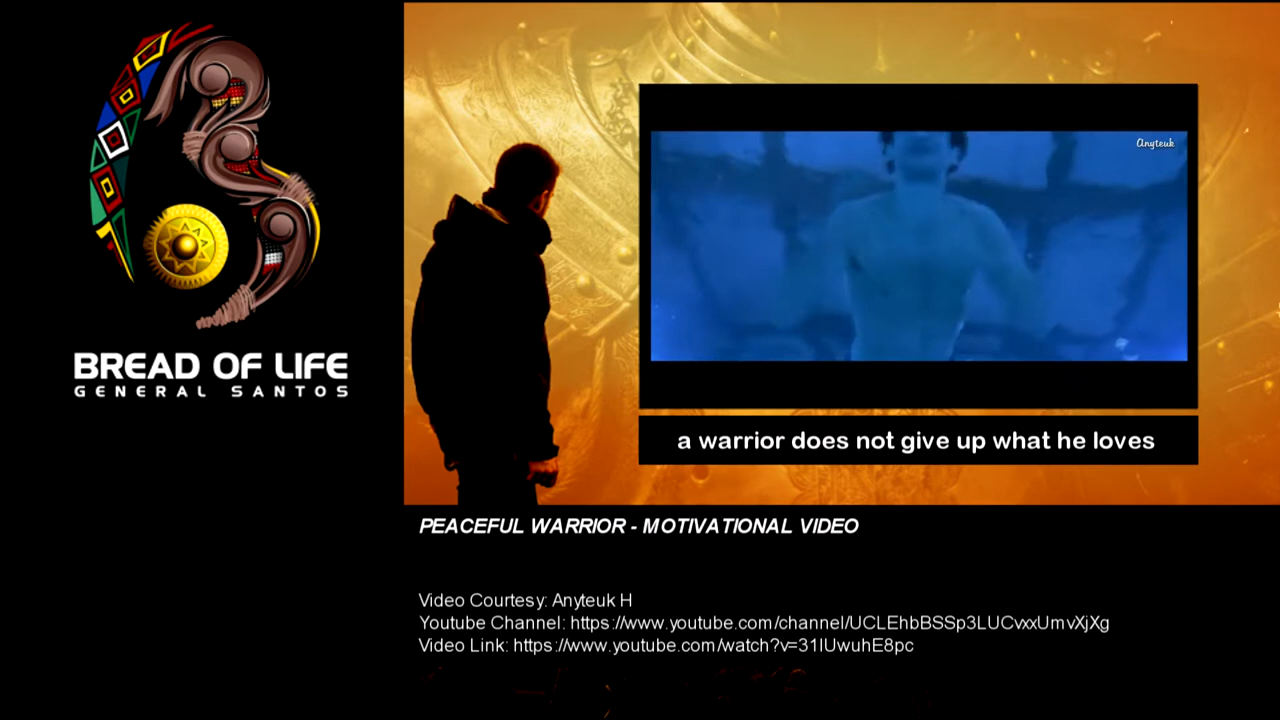 BREAD OF LIFE
GENERAL SANTOS
Anyteuk
a warrior does not give up what he loves
PEACEFUL WARRIOR - MOTIVATIONAL VIDEO
Video Courtesy: Anyteuk H
Youtube Channel: https://www.youtube.com/channel/UCLEhbBSSp3LUCvxxUmvXjXg
Video Link: https://www.youtube.com/watch?v=31IUwuhE8pc